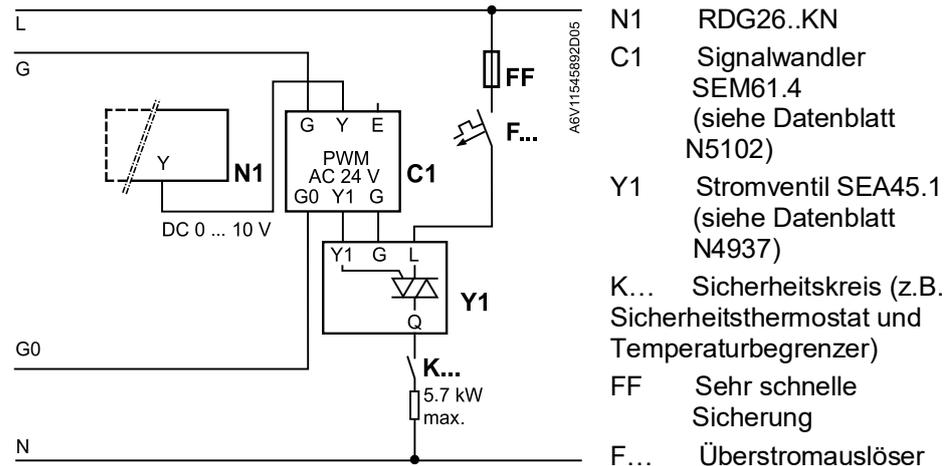 L
G
N1
Y
DC 0 ... 10 V
G Y E
PWM
AC 24 V
G0 Y1 G
C1
FF
F...
A6V11545892D05
Y1 G L
Q
Y1
G0
K...
5.7 kW
max.
N
N1 RDG26..KN
C1 Signalwandler
SEM61.4
(siehe Datenblatt
N5102)
Y1 Stromventil SEA45.1
(siehe Datenblatt
N4937)
K… Sicherheitskreis (z.B.
Sicherheitsthermostat und
Temperaturbegrenzer)
FF Sehr schnelle
Sicherung
F… Überstromauslöser